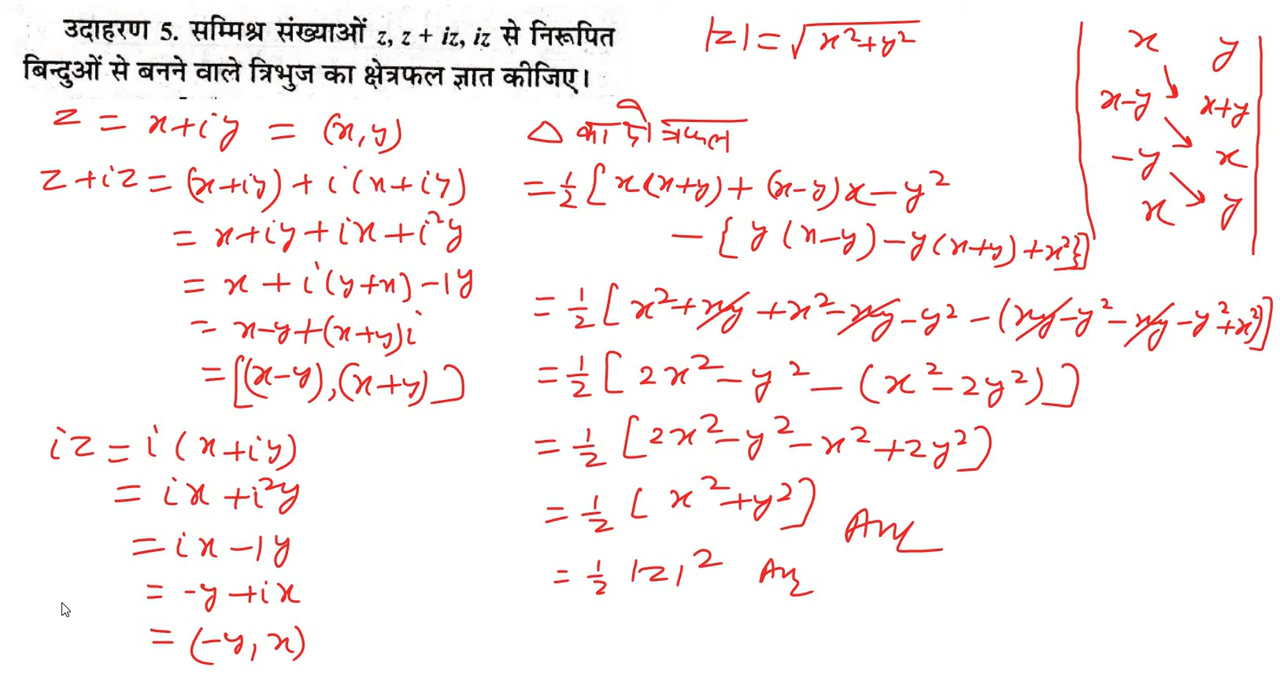 उदाहरण 5. सम्मिश्र संख्याओं z, z + iz, iz से निरूपित
बिन्दुओं से बनने वाले त्रिभुज का क्षेत्रफल ज्ञात कीजिए।
z = x+iy = (x,y)
z+iz = (x+iy)+i(x+iy)
= x+iy+ix+i²y
= x+i(y+x)-1y
= x-y+(x+y)i
= [(x-y),(x+y)]
iz = i(x+iy)
= ix+i²y
= ix-1y
= -y+ix
= (-y,x)
|z| = √x²+y²
△ का क्षेत्रफल
= ½[x(x+y)+(x-y)x-y²
-{y(x-y)-y(x+y)+x²}]
= ½[x²+xy+x²-xy-y²-(xy-y²-xy-y²+x²)]
= ½[2x²-y²-(x²-2y²)]
= ½[2x²-y²-x²+2y²]
= ½[x²+y²] Ans
= ½|z|² Ans
x y
x-y x+y
-y x
x y